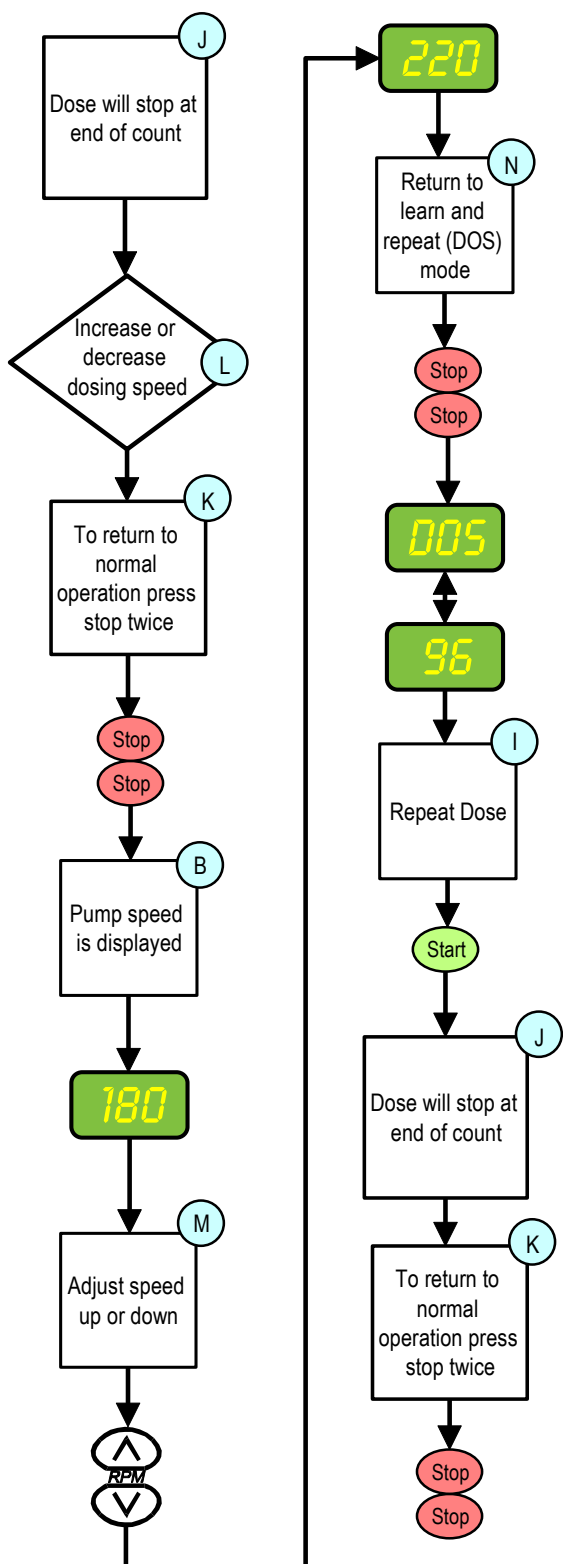 J
Dose will stop at
end of count
Increase or
decrease
dosing speed
L
K
To return to
normal
operation press
stop twice
Stop
Stop
B
Pump speed
is displayed
180
M
Adjust speed
up or down
RPM
220
N
Return to
learn and
repeat (DOS)
mode
Stop
Stop
DOS
96
I
Repeat Dose
Start
J
Dose will stop at
end of count
K
To return to
normal
operation press
stop twice
Stop
Stop